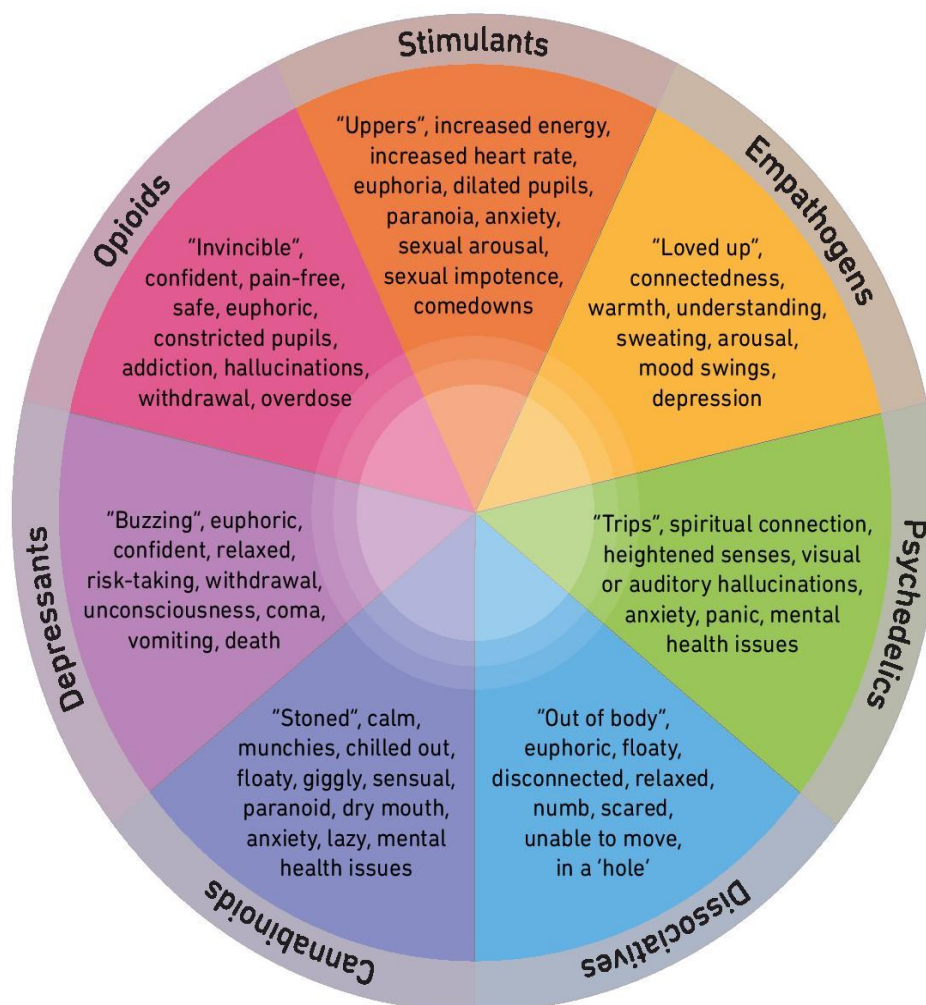 Stimulants
"Uppers", increased energy,
increased heart rate,
euphoria, dilated pupils,
paranoia, anxiety,
sexual arousal,
sexual impotence,
comedowns
Empathogens
"Loved up",
connectedness,
warmth, understanding,
sweating, arousal,
mood swings,
depression
Psychedelics
"Trips", spiritual connection,
heightened senses, visual
or auditory hallucinations,
anxiety, panic, mental
health issues
Dissociatives
"Out of body",
euphoric, floaty,
disconnected, relaxed,
numb, scared,
unable to move,
in a 'hole'
Cannabinoids
"Stoned", calm,
munchies, chilled out,
floaty, giggly, sensual,
paranoid, dry mouth,
anxiety, lazy, mental
health issues
Depressants
"Buzzing", euphoric,
confident, relaxed,
risk-taking, withdrawal,
unconsciousness, coma,
vomiting, death
Opioids
"Invincible",
confident, pain-free,
safe, euphoric,
constricted pupils,
addiction, hallucinations,
withdrawal, overdose